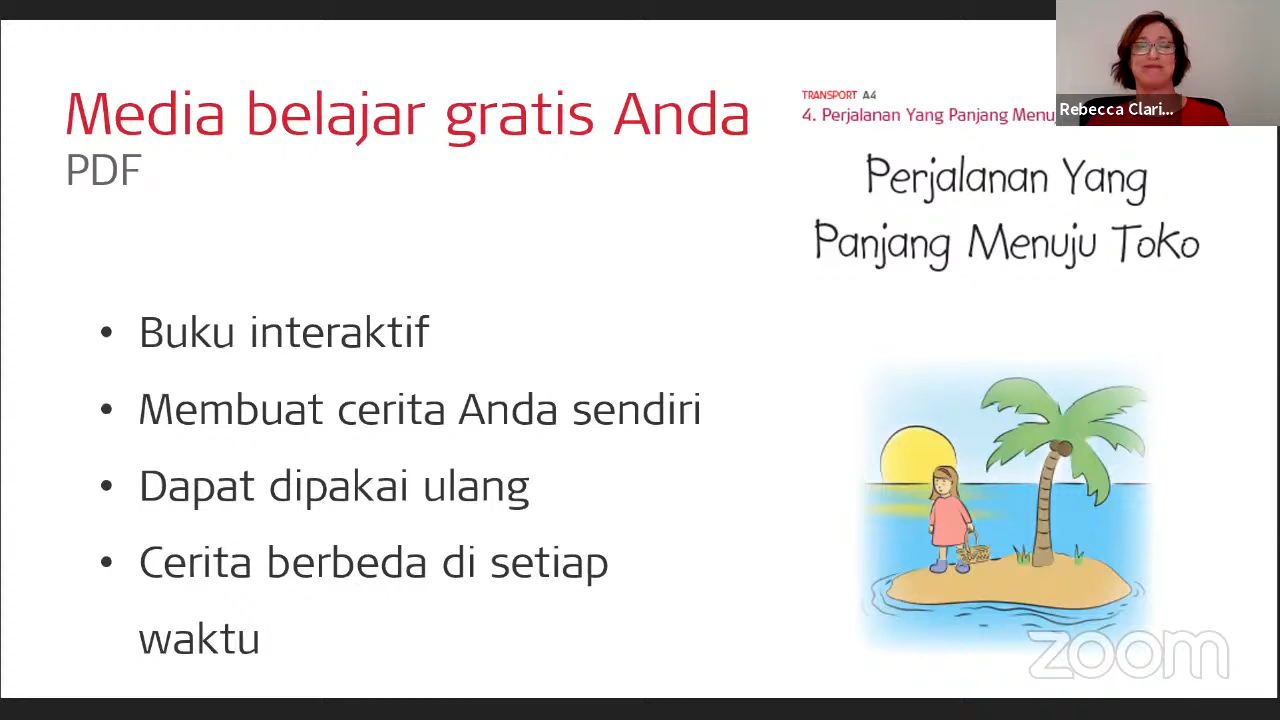 Media belajar gratis Anda
PDF
• Buku interaktif
• Membuat cerita Anda sendiri
• Dapat dipakai ulang
• Cerita berbeda di setiap
waktu
TRANSPORT A4
4. Perjalanan Yang Panjang
Perjalanan Yang
Panjang Menuju Toko
Rebecca Clari...
zoom